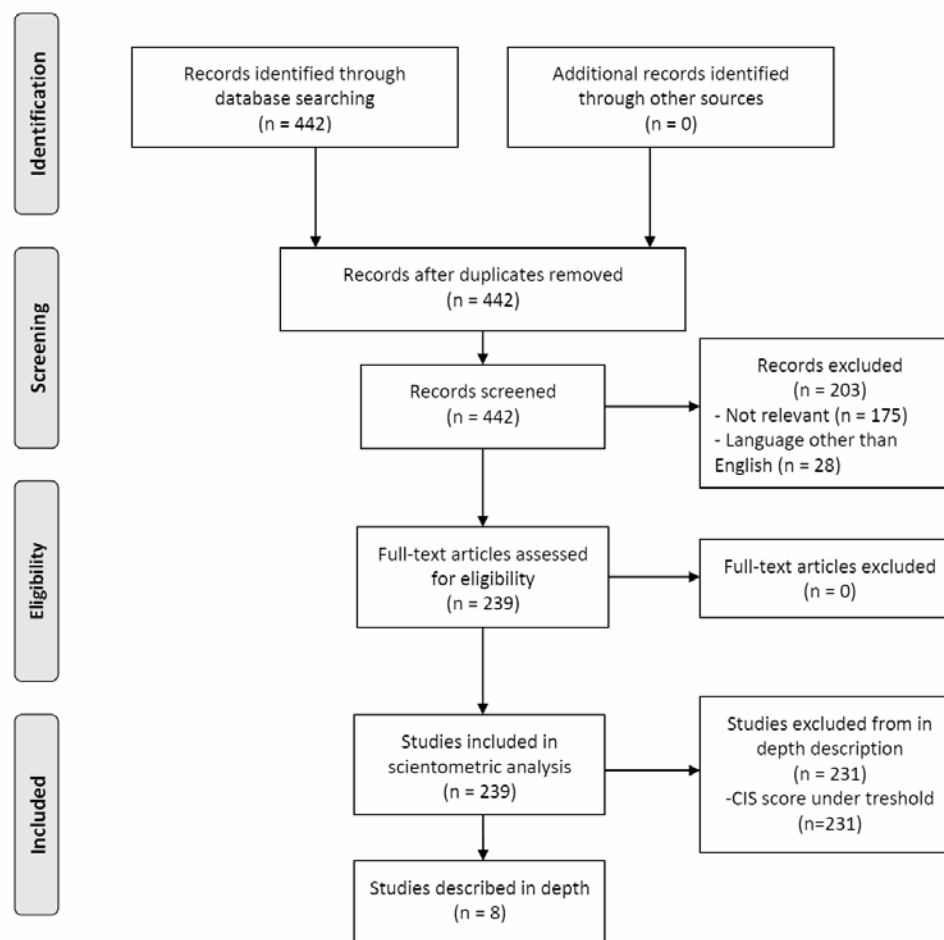 Identification
Records identified through
database searching
(n = 442)
Additional records identified
through other sources
(n = 0)
Screening
Records after duplicates removed
(n = 442)
Records screened
(n = 442)
Records excluded
(n = 203)
- Not relevant (n = 175)
- Language other than
English (n = 28)
Eligibility
Full-text articles assessed
for eligibility
(n = 239)
Full-text articles excluded
(n = 0)
Included
Studies included in
scientometric analysis
(n = 239)
Studies excluded from in
depth description
(n = 231)
-CIS score under treshold
(n=231)
Studies described in depth
(n = 8)